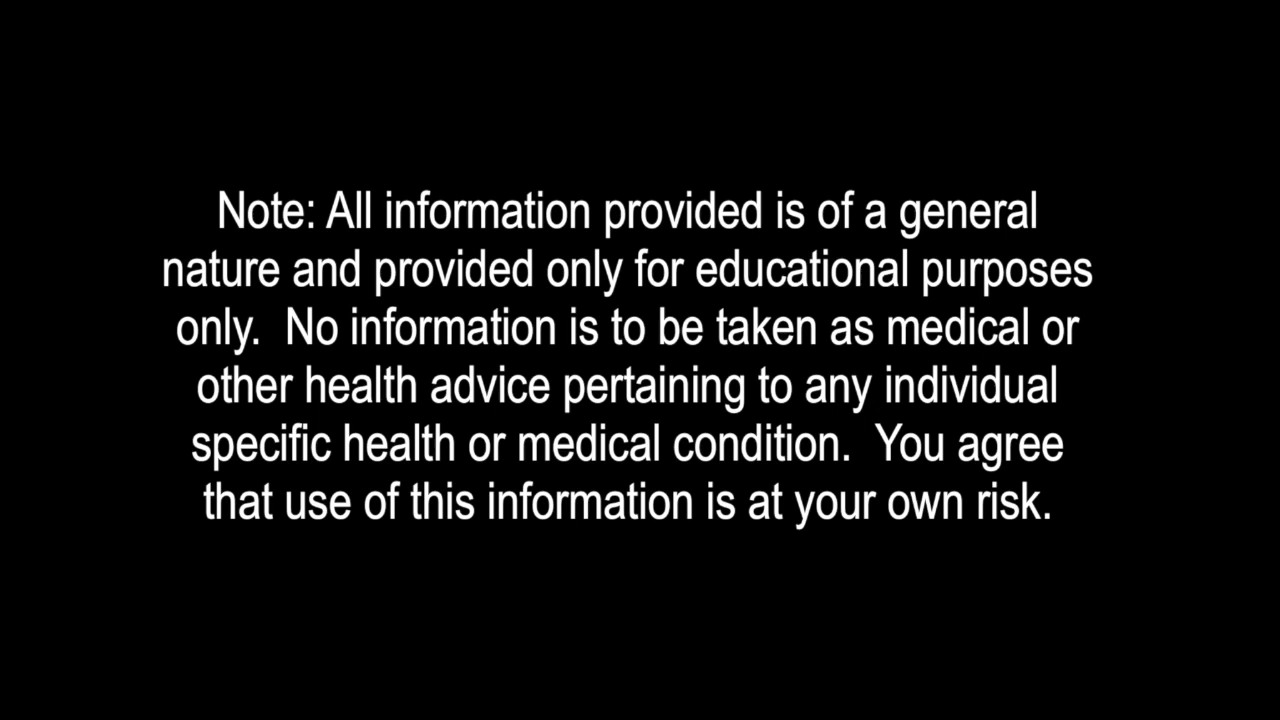 Note: All information provided is of a general
nature and provided only for educational purposes
only.  No information is to be taken as medical or
other health advice pertaining to any individual
specific health or medical condition.  You agree
that use of this information is at your own risk.